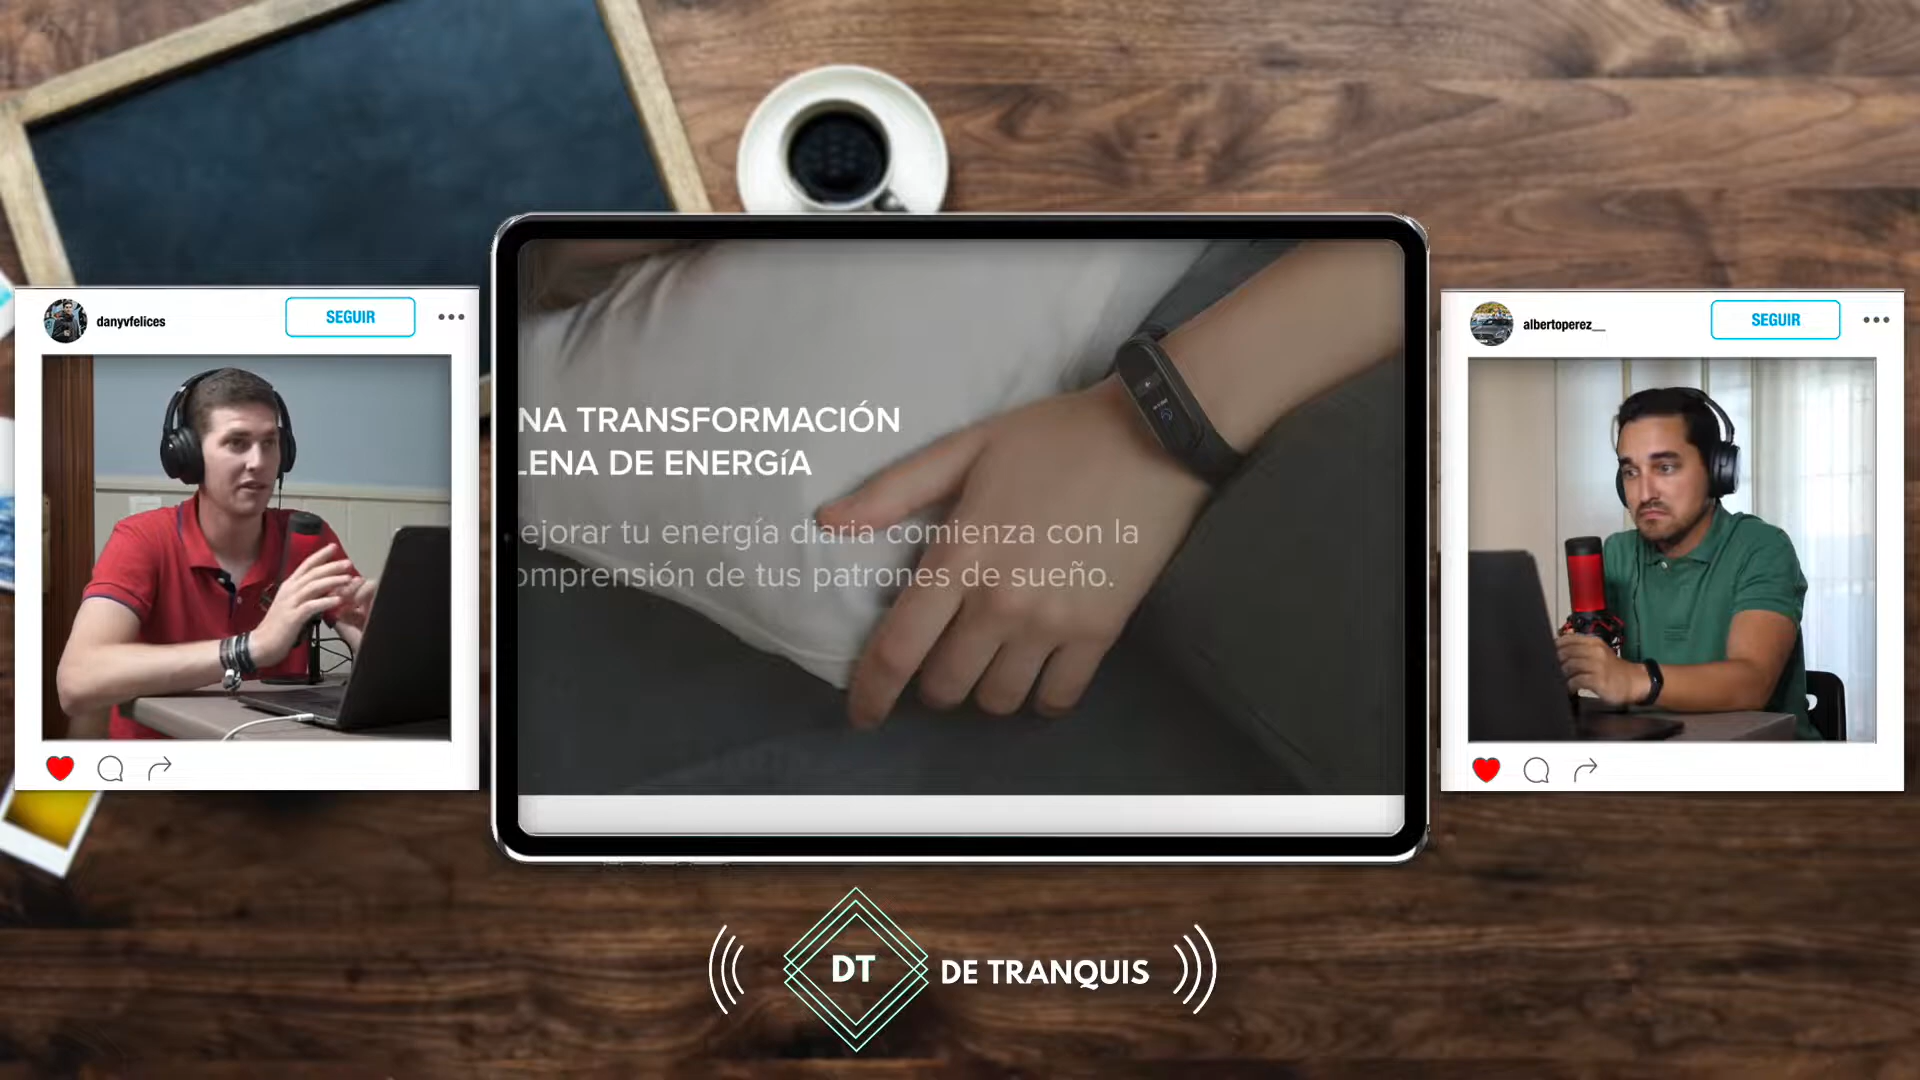 danyvfelices
SEGUIR
NA TRANSFORMACIÓN
LENA DE ENERGíA
ejorar tu energía diaria comienza con la
omprensión de tus patrones de sueño.
albertoperez__
SEGUIR
DT
DE TRANQUIS